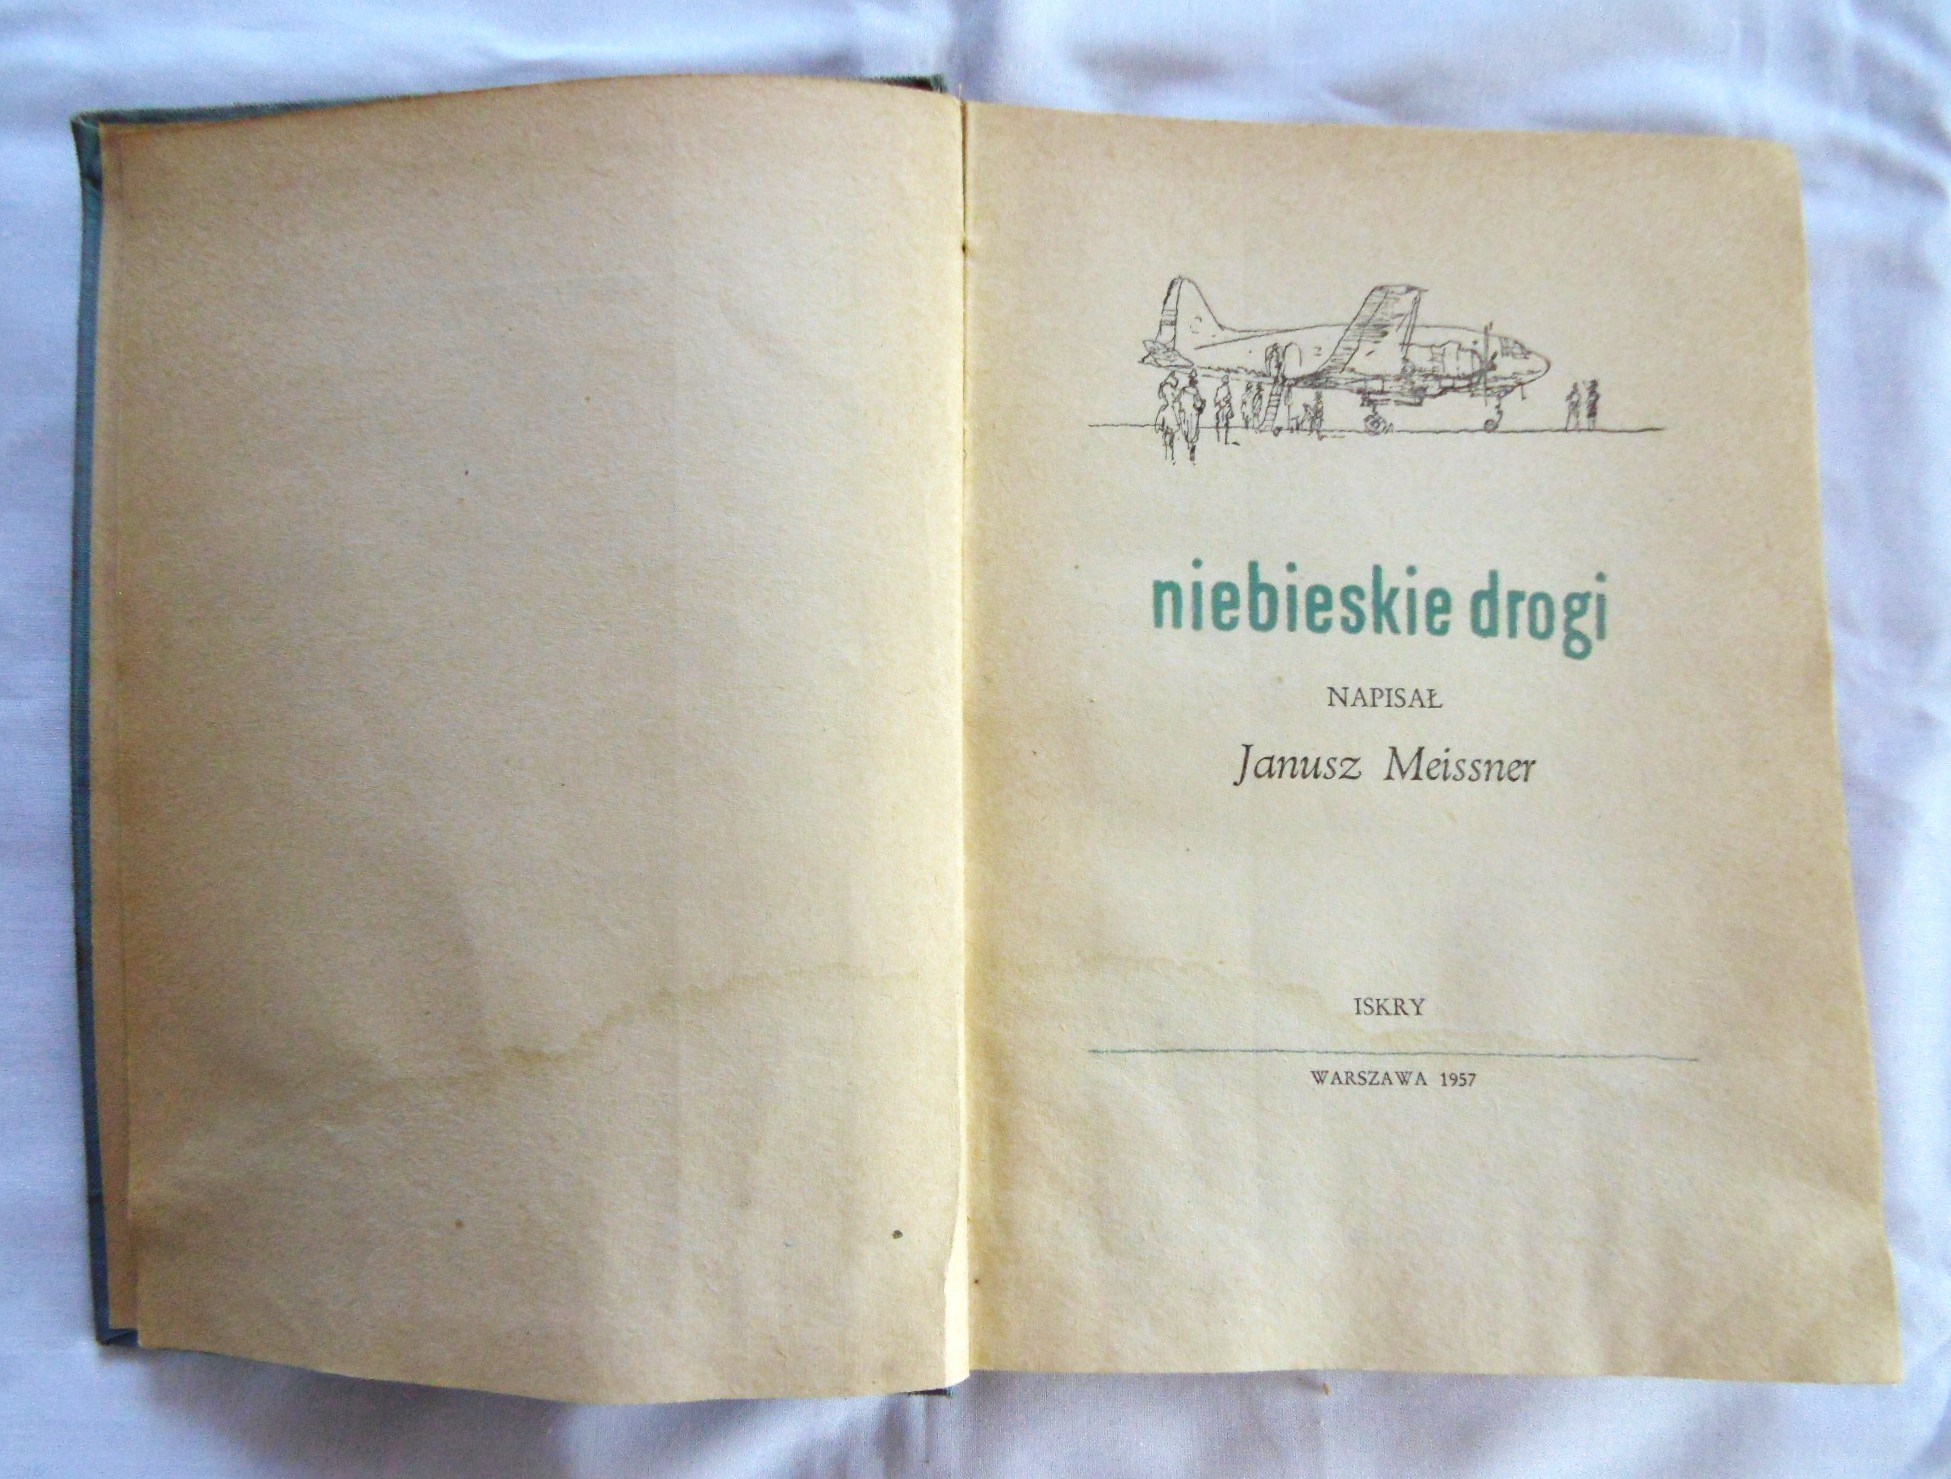 niebieskie drogi
NAPISAŁ
Janusz Meissner
ISKRY
WARSZAWA 1957